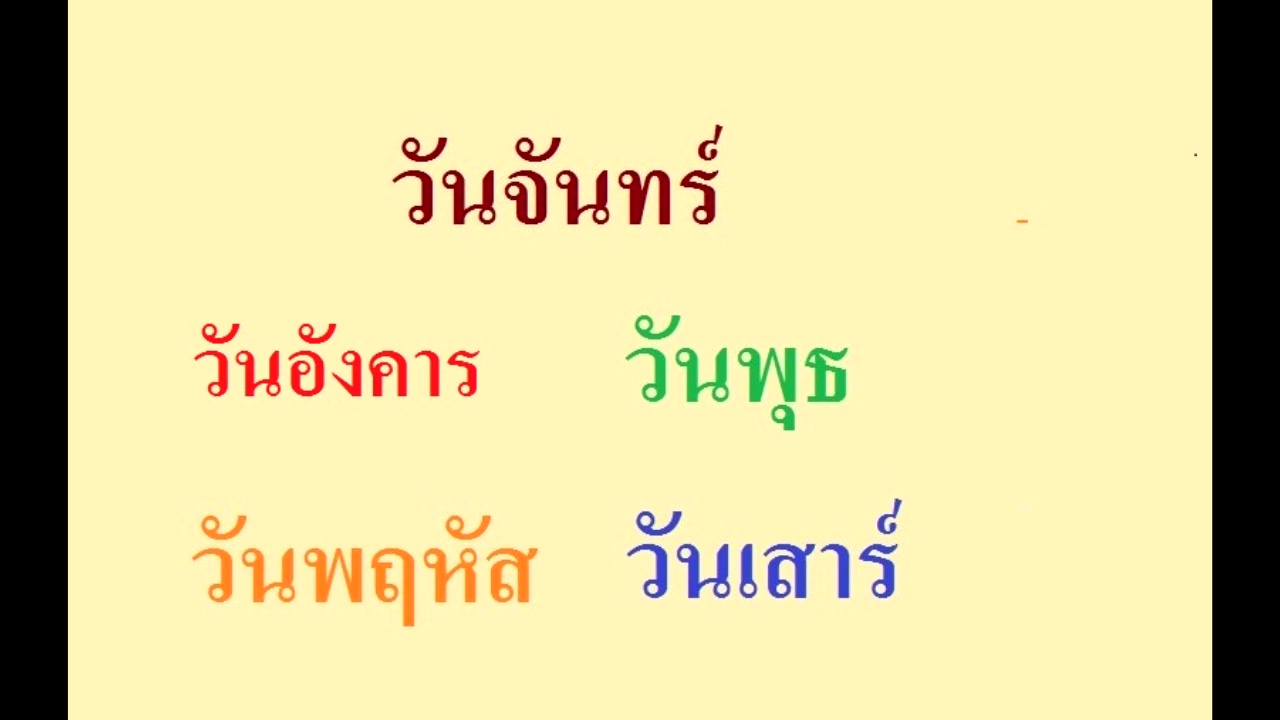 วันจันทร์
วันอังคาร วันพุธ
วันพฤหัส วันเสาร์